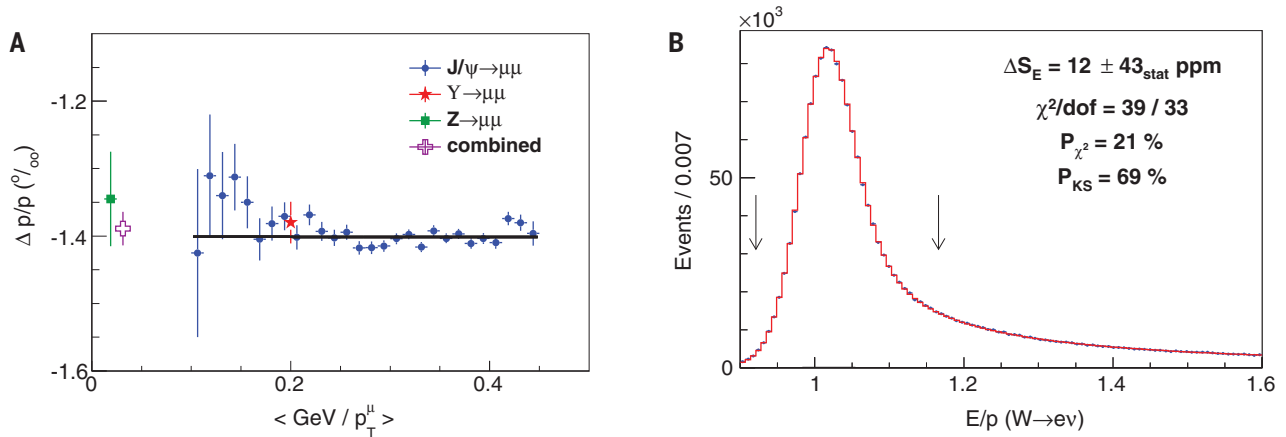 A
Δ p/p (⁰/₀₀)
-1.2
-1.4
-1.6
0
0.2
0.4
< GeV / p_T^μ >
J/ψ→μμ
Υ→μμ
Z→μμ
combined
B
×10³
Events / 0.007
50
0
1
1.2
1.4
1.6
E/p (W→eν)
ΔS_E = 12 ± 43_stat ppm
χ²/dof = 39 / 33
P_χ² = 21 %
P_KS = 69 %